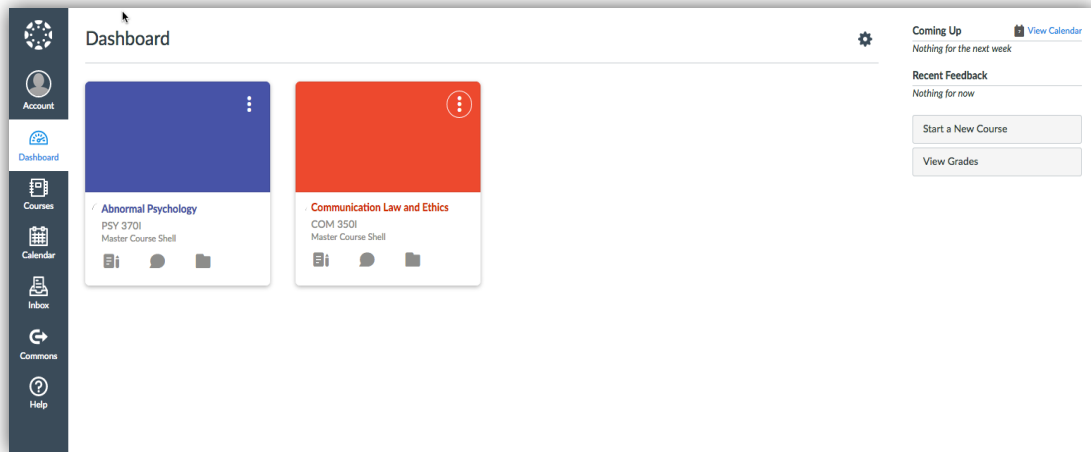 Account
Dashboard
Courses
Calendar
Inbox
Commons
Help
Dashboard
Abnormal Psychology
PSY 370I
Master Course Shell
Communication Law and Ethics
COM 350I
Master Course Shell
Coming Up
View Calendar
Nothing for the next week
Recent Feedback
Nothing for now
Start a New Course
View Grades